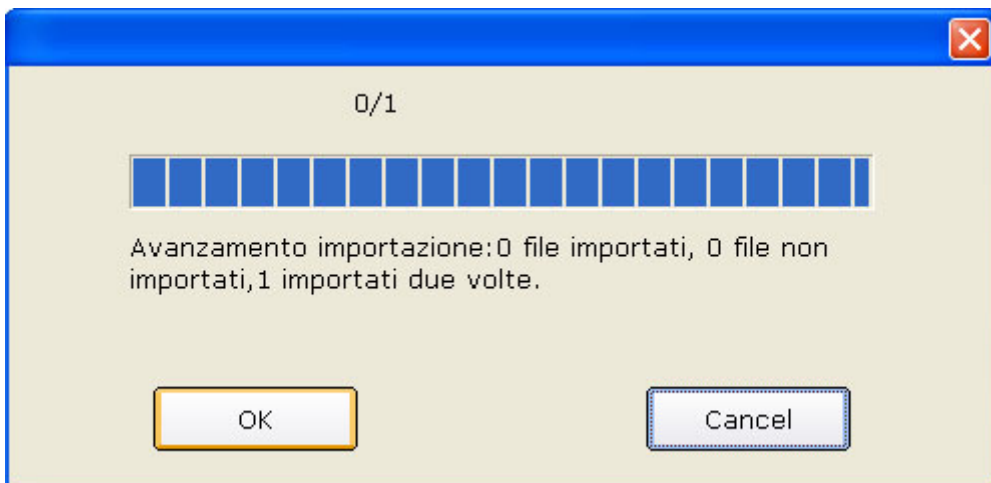 0/1
Avanzamento importazione:0 file importati, 0 file non
importati,1 importati due volte.
OK
Cancel